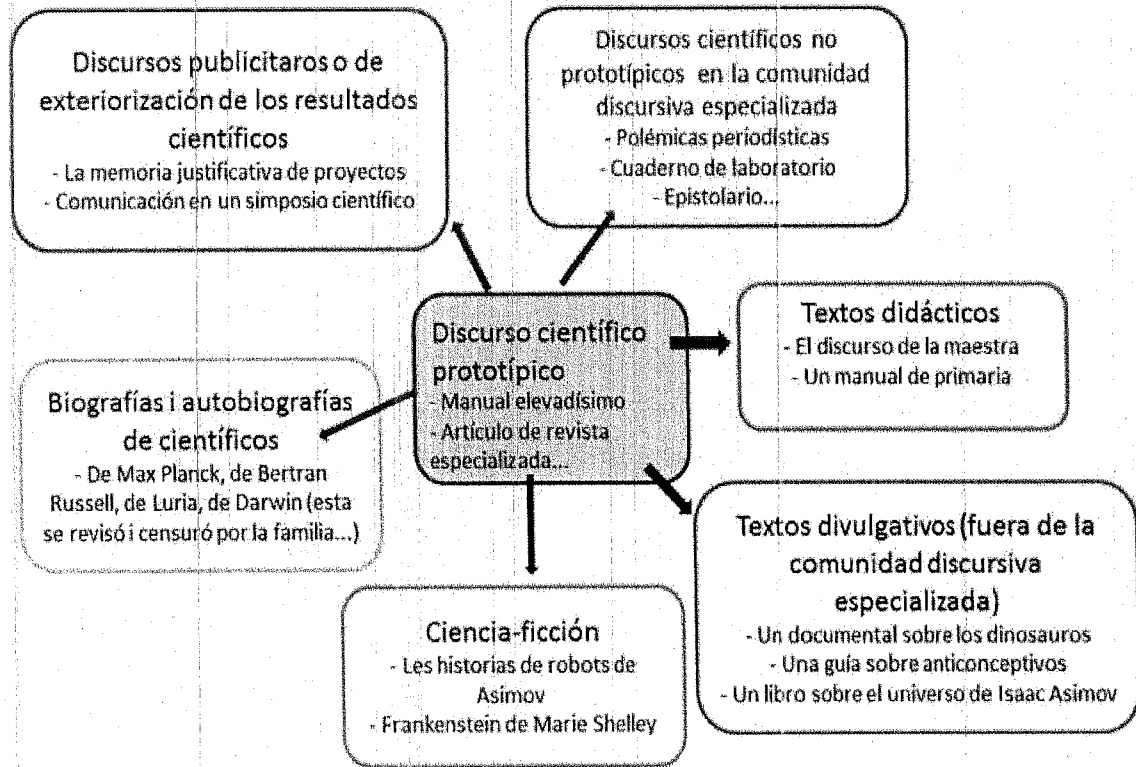 Discursos publicitaros o de
exteriorización de los resultados
científicos
- La memoria justificativa de proyectos
- Comunicación en un simposio científico
Discursos científicos no
prototípicos en la comunidad
discursiva especializada
- Polémicas periodísticas
- Cuaderno de laboratorio
- Epistolario...
Discurso científico
prototípico
- Manual elevadísimo
- Artículo de revista
especializada...
Textos didácticos
- El discurso de la maestra
- Un manual de primaria
Biografías i autobiografías
de científicos
- De Max Planck, de Bertran
Russell, de Luria, de Darwin (esta
se revisó i censuró por la familia...)
Textos divulgativos (fuera de la
comunidad discursiva
especializada)
- Un documental sobre los dinosauros
- Una guía sobre anticonceptivos
- Un libro sobre el universo de Isaac Asimov
Ciencia-ficción
- Les historias de robots de
Asimov
- Frankenstein de Marie Shelley